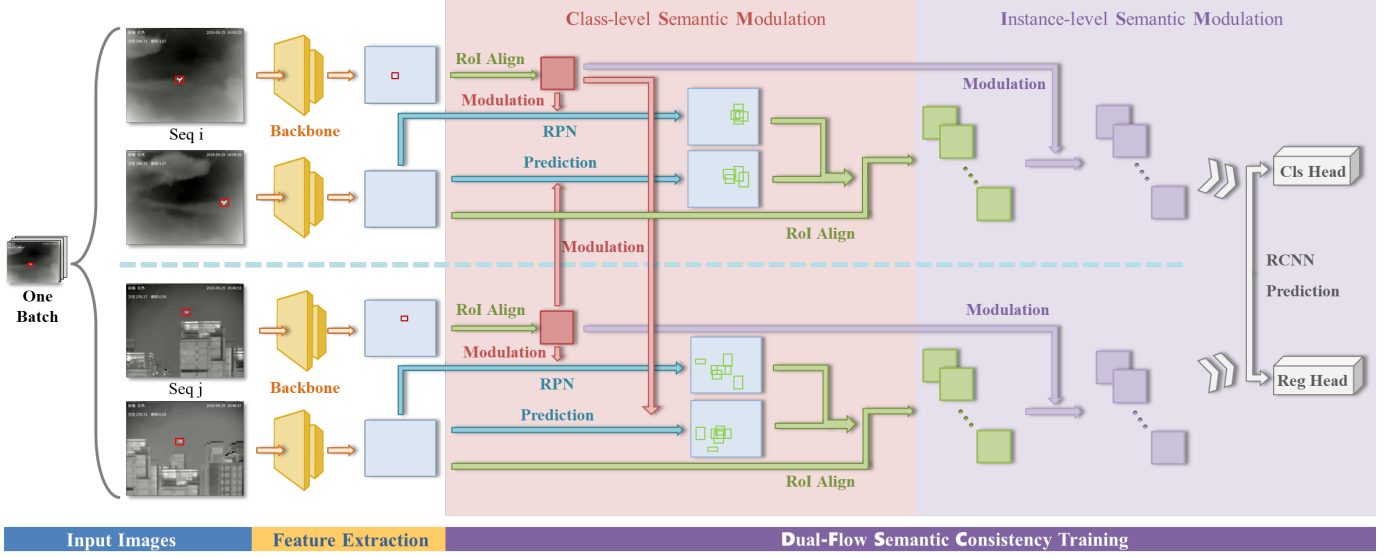 Class-level Semantic Modulation
Instance-level Semantic Modulation
RoI Align
Modulation
Modulation
Seq i
Backbone
RPN
Prediction
RoI Align
Cls Head
Modulation
One
Batch
RCNN
Prediction
RoI Align
Modulation
Modulation
Seq j
Backbone
RPN
Prediction
Reg Head
RoI Align
Input Images
Feature Extraction
Dual-Flow Semantic Consistency Training